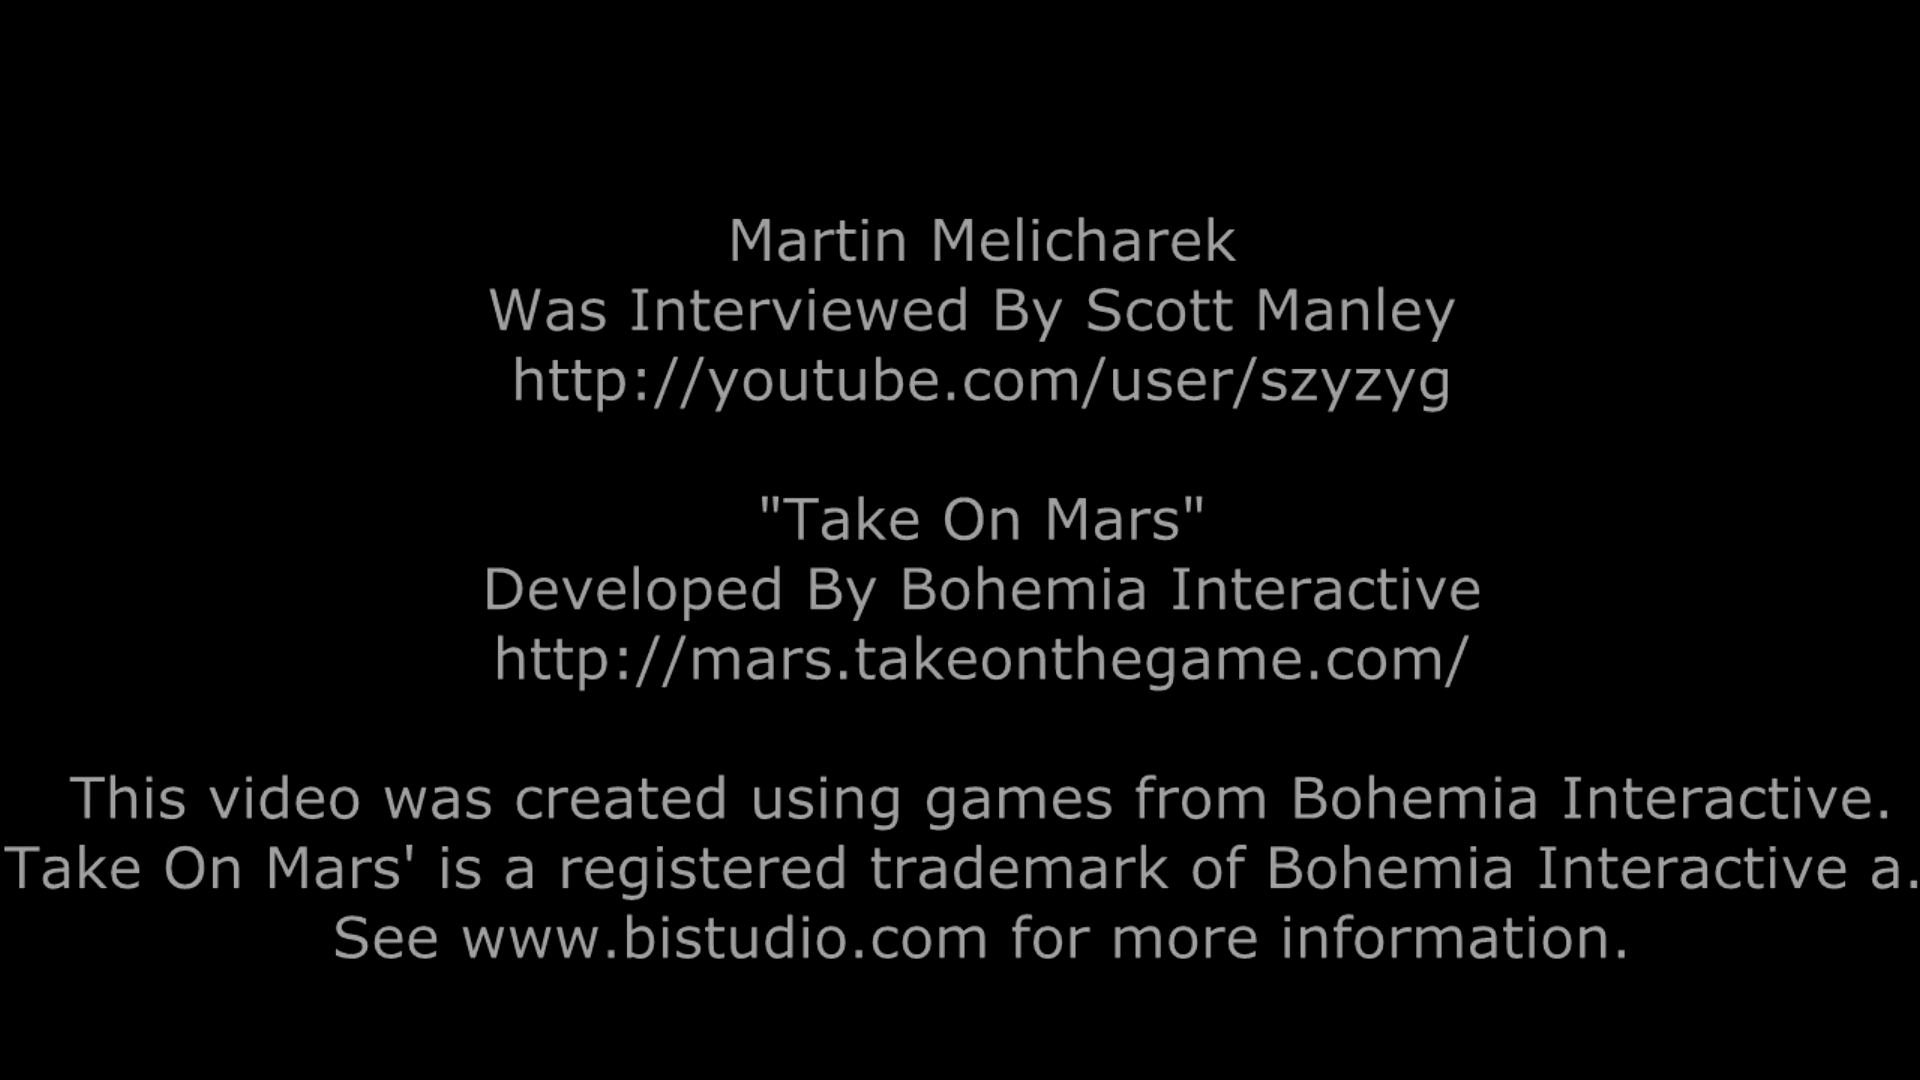 Martin Melicharek
Was Interviewed By Scott Manley
http://youtube.com/user/szyzyg
"Take On Mars"
Developed By Bohemia Interactive
http://mars.takeonthegame.com/
This video was created using games from Bohemia Interactive.
Take On Mars' is a registered trademark of Bohemia Interactive a.
See www.bistudio.com for more information.